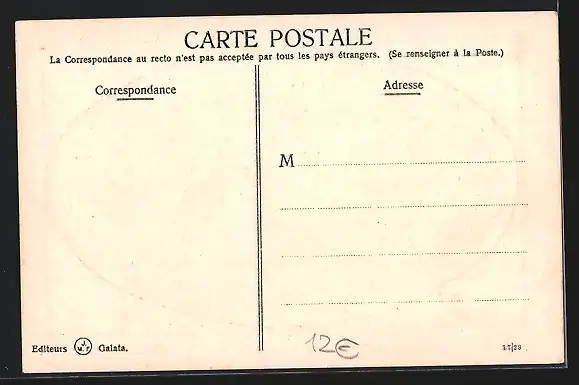 CARTE POSTALE
La Correspondance au recto n'est pas acceptée par tous les pays étrangers. (Se renseigner à la Poste.)
Correspondance
Adresse
M
Editeurs Galata.
12€